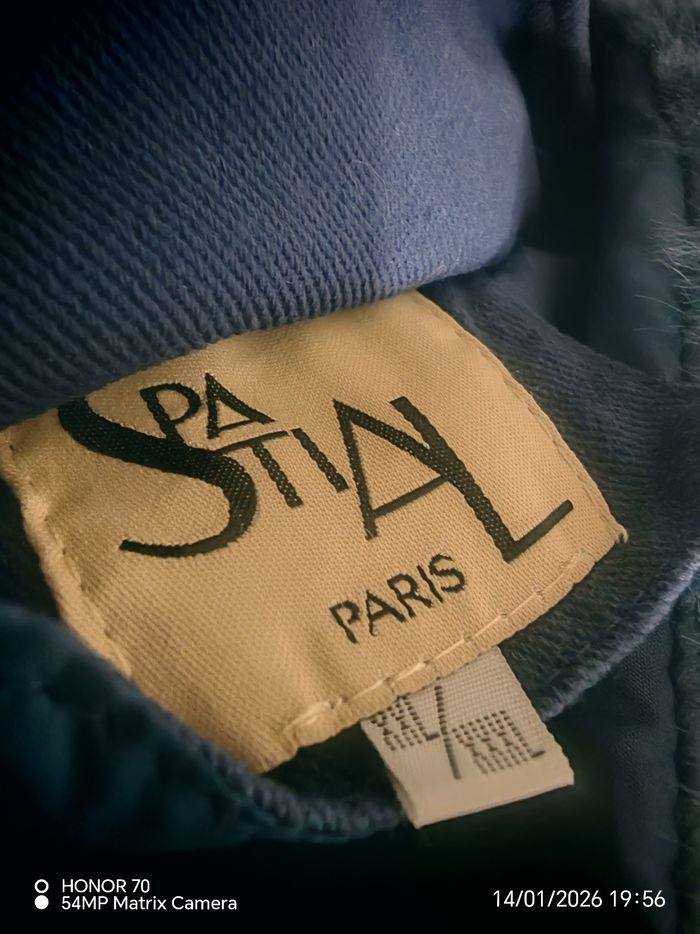 SPATIAL
PARIS
XXL/XXXL
HONOR 70
54MP Matrix Camera
14/01/2026 19:56